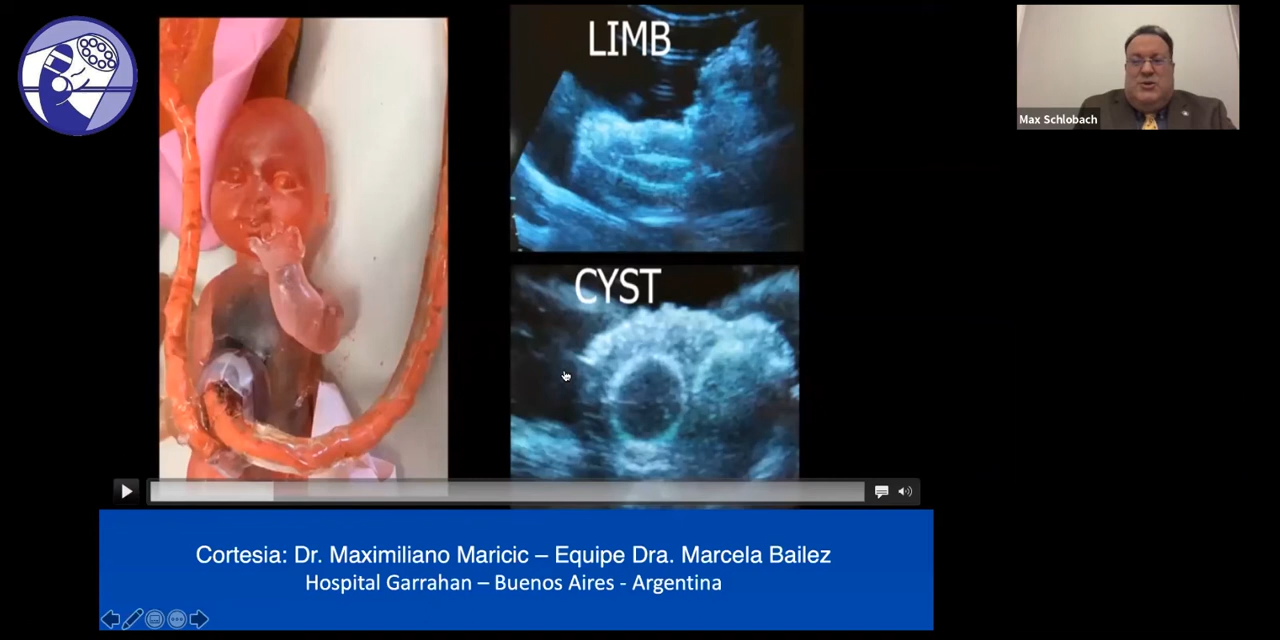 LIMB
Max Schlobach
CYST
Cortesia: Dr. Maximiliano Maricic – Equipe Dra. Marcela Bailez
Hospital Garrahan – Buenos Aires - Argentina